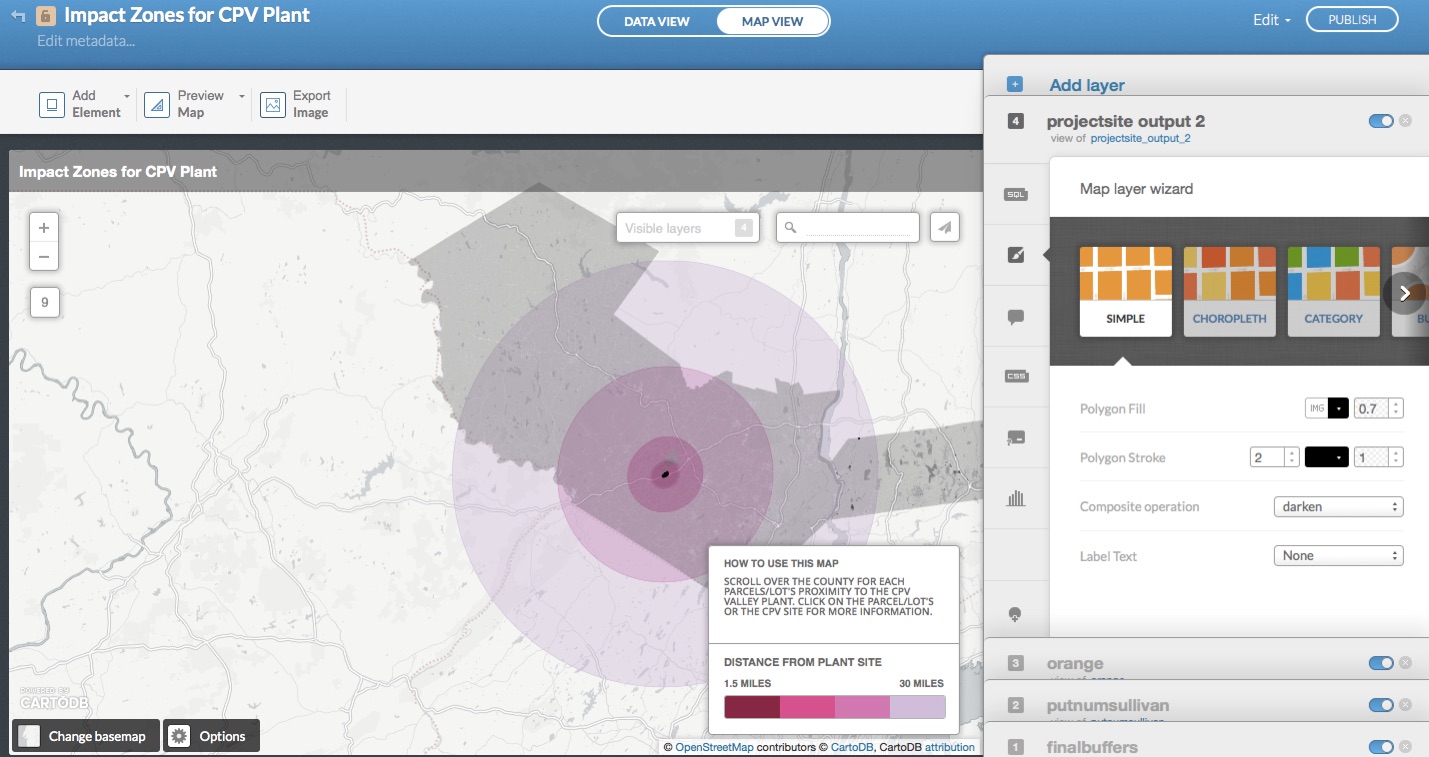 Impact Zones for CPV Plant
Edit metadata...
DATA VIEW
MAP VIEW
Edit
PUBLISH
Add
Element
Preview
Map
Export
Image
Impact Zones for CPV Plant
+
−
9
Visible layers
4
HOW TO USE THIS MAP
SCROLL OVER THE COUNTY FOR EACH
PARCELS/LOT'S PROXIMITY TO THE CPV
VALLEY PLANT. CLICK ON THE PARCEL/LOT'S
OR THE CPV SITE FOR MORE INFORMATION.
DISTANCE FROM PLANT SITE
1.5 MILES
30 MILES
POWERED BY
CARTODB
Change basemap
Options
© OpenStreetMap contributors © CartoDB, CartoDB attribution
+
Add layer
4
projectsite output 2
view of projectsite_output_2
SQL
CSS
Map layer wizard
SIMPLE
CHOROPLETH
CATEGORY
BU
Polygon Fill
IMG
0.7
Polygon Stroke
2
1
Composite operation
darken
Label Text
None
3
orange
view of orange
2
putnumsullivan
view of putnumsullivan
1
finalbuffers